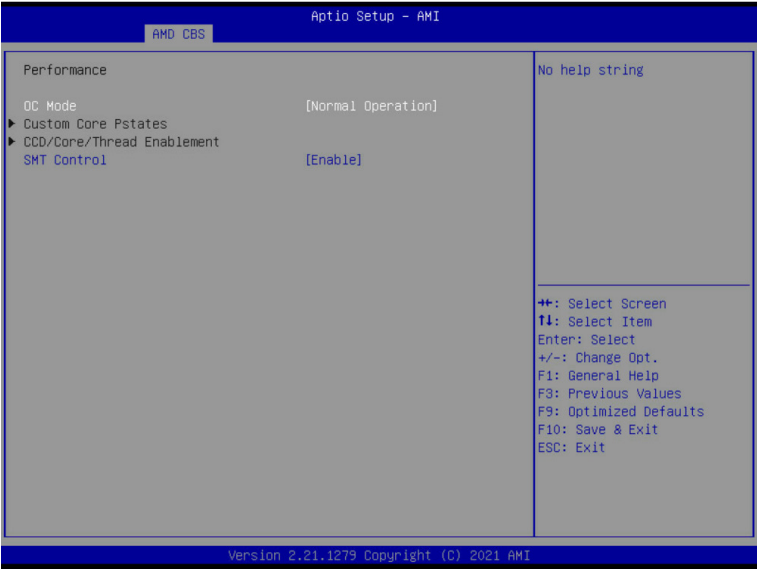 Aptio Setup – AMI
AMD CBS
Performance
OC Mode [Normal Operation]
Custom Core Pstates
CCD/Core/Thread Enablement
SMT Control [Enable]
No help string
→←: Select Screen
↑↓: Select Item
Enter: Select
+/-: Change Opt.
F1: General Help
F3: Previous Values
F9: Optimized Defaults
F10: Save & Exit
ESC: Exit
Version 2.21.1279 Copyright (C) 2021 AMI